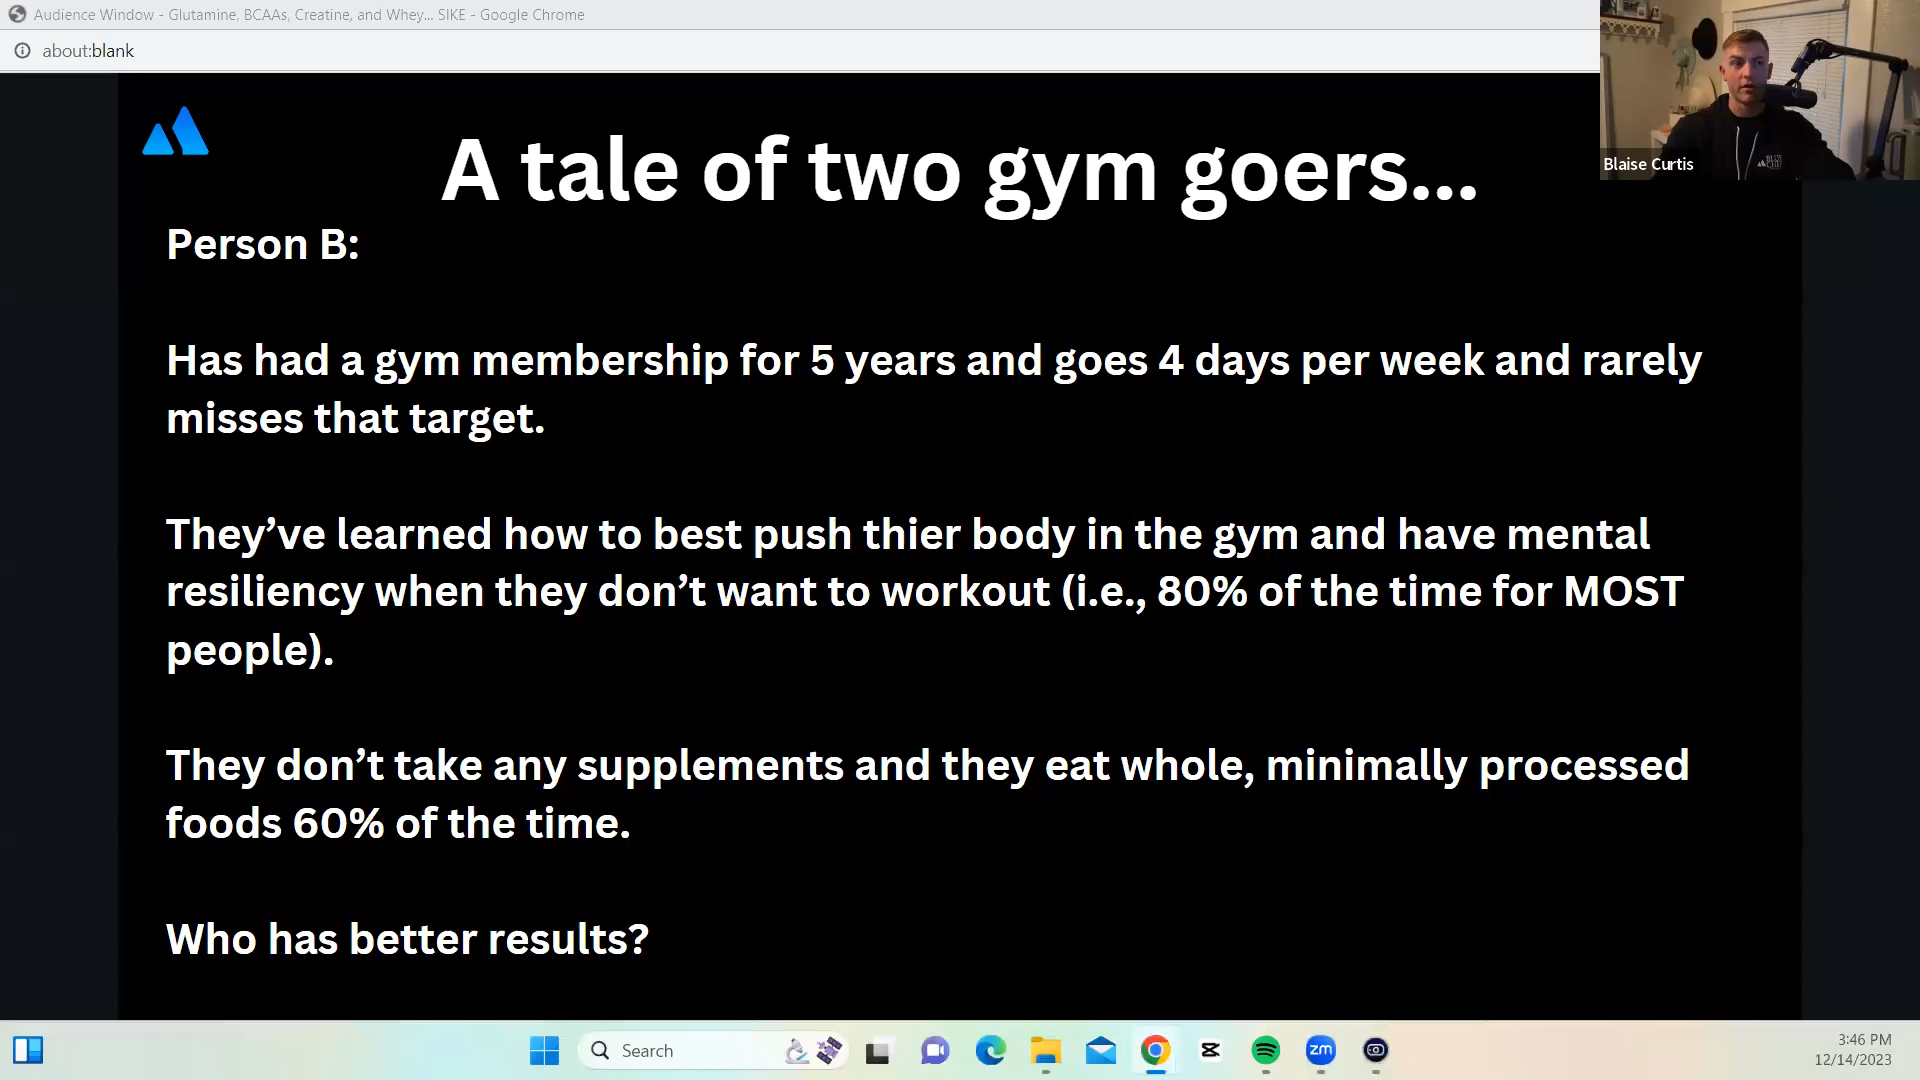 Audience Window - Glutamine, BCAAs, Creatine, and Whey... SIKE - Google Chrome
about:blank
Blaise Curtis
A tale of two gym goers...
Person B:
Has had a gym membership for 5 years and goes 4 days per week and rarely
misses that target.
They’ve learned how to best push thier body in the gym and have mental
resiliency when they don’t want to workout (i.e., 80% of the time for MOST
people).
They don’t take any supplements and they eat whole, minimally processed
foods 60% of the time.
Who has better results?
Search
zm
3:46 PM
12/14/2023